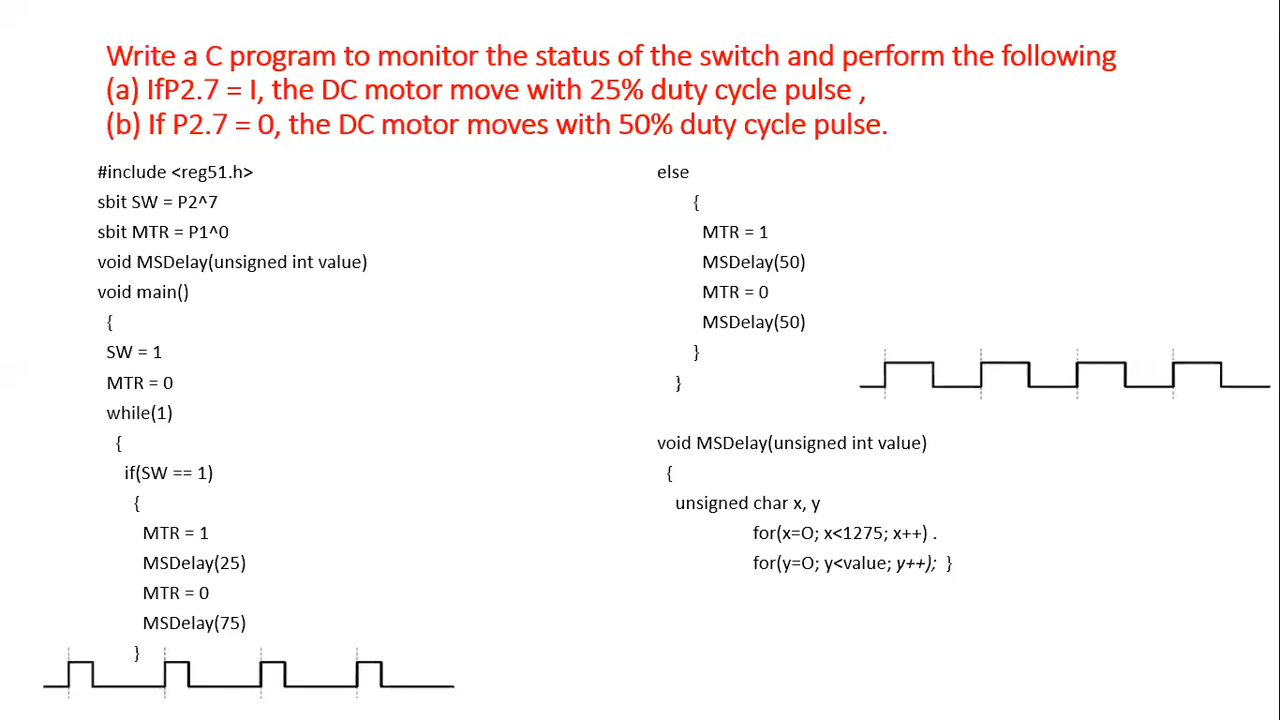 Write a C program to monitor the status of the switch and perform the following
(a) IfP2.7 = I, the DC motor move with 25% duty cycle pulse ,
(b) If P2.7 = 0, the DC motor moves with 50% duty cycle pulse.
#include <reg51.h>
sbit SW = P2^7
sbit MTR = P1^0
void MSDelay(unsigned int value)
void main()
{
SW = 1
MTR = 0
while(1)
{
if(SW == 1)
{
MTR = 1
MSDelay(25)
MTR = 0
MSDelay(75)
}
else
{
MTR = 1
MSDelay(50)
MTR = 0
MSDelay(50)
}
}
void MSDelay(unsigned int value)
{
unsigned char x, y
for(x=O; x<1275; x++) .
for(y=O; y<value; y++); }